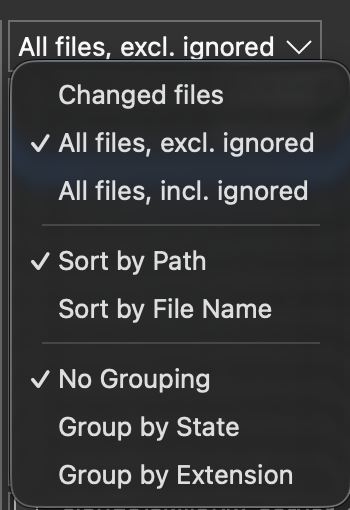 All files, excl. ignored
Changed files
✓ All files, excl. ignored
All files, incl. ignored
✓ Sort by Path
Sort by File Name
✓ No Grouping
Group by State
Group by Extension